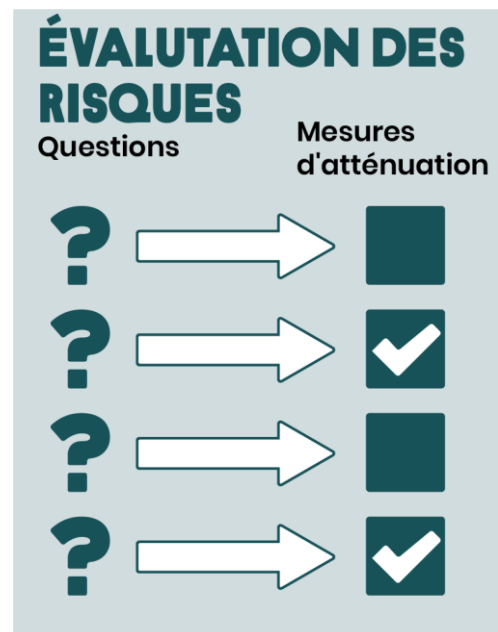 ÉVALUTATION DES
RISQUES
Questions
Mesures
d'atténuation
?
?
?
?